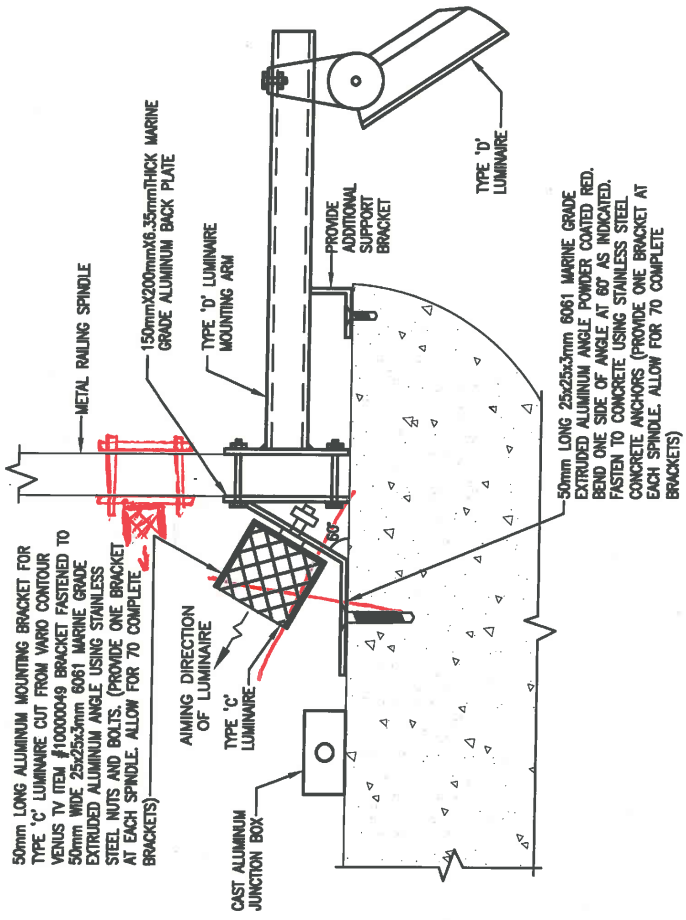 50mm LONG ALUMINUM MOUNTING BRACKET FOR
TYPE 'C' LUMINAIRE CUT FROM VARIO CONTOUR
VENUS TV ITEM #10000049 BRACKET FASTENED TO
50mm WIDE 25x25x3mm 6061 MARINE GRADE
EXTRUDED ALUMINUM ANGLE USING STAINLESS
STEEL NUTS AND BOLTS. (PROVIDE ONE BRACKET
AT EACH SPINDLE. ALLOW FOR 70 COMPLETE
BRACKETS)
METAL RAILING SPINDLE
150mmX200mmX6.35mmTHICK MARINE
GRADE ALUMINUM BACK PLATE
TYPE 'D' LUMINAIRE
MOUNTING ARM
AIMING DIRECTION
OF LUMINAIRE
TYPE 'C'
LUMINAIRE
CAST ALUMINUM
JUNCTION BOX
60°
PROVIDE
ADDITIONAL
SUPPORT
BRACKET
TYPE 'D'
LUMINAIRE
50mm LONG 25x25x3mm 6061 MARINE GRADE
EXTRUDED ALUMINUM ANGLE POWDER COATED RED.
BEND ONE SIDE OF ANGLE AT 60° AS INDICATED.
FASTEN TO CONCRETE USING STAINLESS STEEL
CONCRETE ANCHORS (PROVIDE ONE BRACKET AT
EACH SPINDLE. ALLOW FOR 70 COMPLETE
BRACKETS)